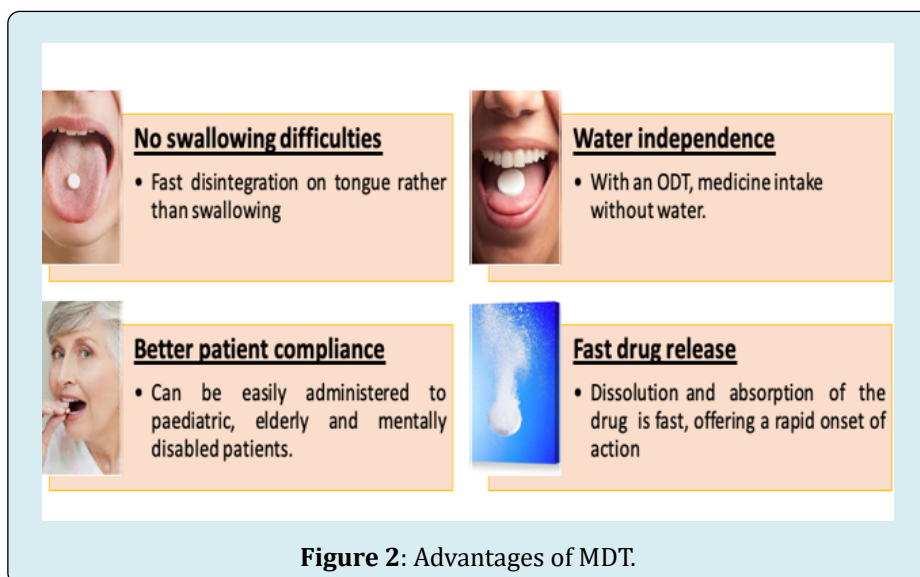 No swallowing difficulties
• Fast disintegration on tongue rather
than swallowing
Water independence
• With an ODT, medicine intake
without water.
Better patient compliance
• Can be easily administered to
paediatric, elderly and mentally
disabled patients.
Fast drug release
• Dissolution and absorption of the
drug is fast, offering a rapid onset of
action
Figure 2: Advantages of MDT.